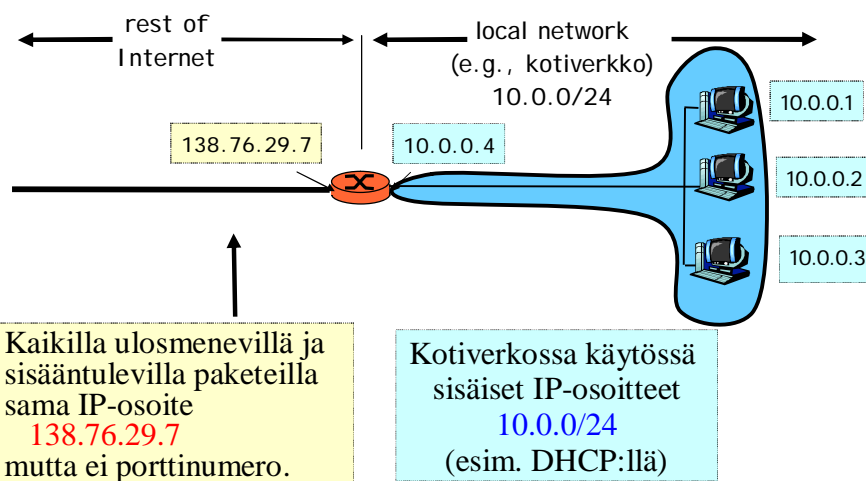 rest of
Internet
local network
(e.g., kotiverkko)
10.0.0/24
138.76.29.7
10.0.0.4
10.0.0.1
10.0.0.2
10.0.0.3
Kaikilla ulosmenevillä ja
sisääntulevilla paketeilla
sama IP-osoite
138.76.29.7
mutta ei porttinumero.
Kotiverkossa käytössä
sisäiset IP-osoitteet
10.0.0/24
(esim. DHCP:llä)